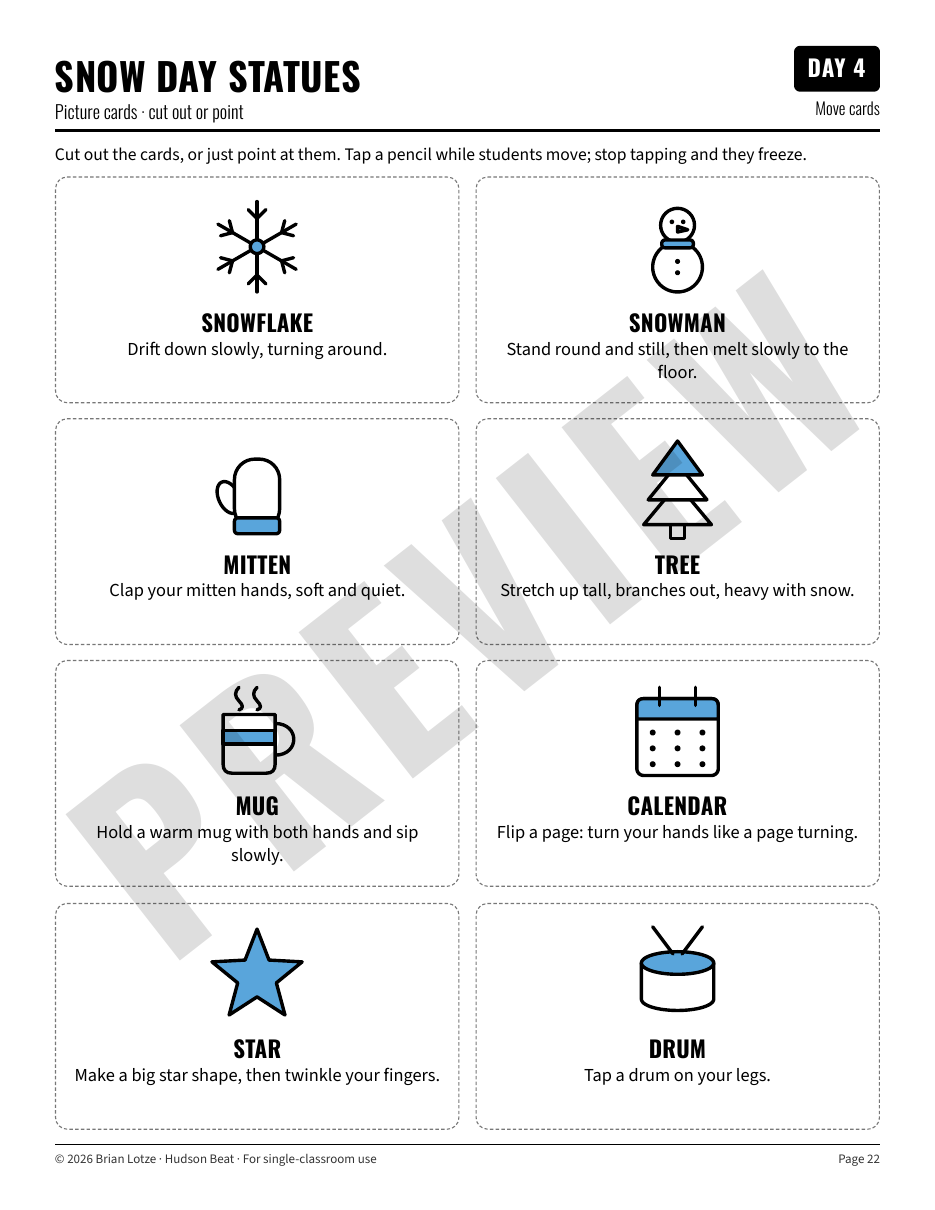 SNOW DAY STATUES
DAY 4
Picture cards · cut out or point
Move cards
Cut out the cards, or just point at them. Tap a pencil while students move; stop tapping and they freeze.
SNOWFLAKE
Drift down slowly, turning around.
SNOWMAN
Stand round and still, then melt slowly to the
floor.
MITTEN
Clap your mitten hands, soft and quiet.
TREE
Stretch up tall, branches out, heavy with snow.
MUG
Hold a warm mug with both hands and sip
slowly.
CALENDAR
Flip a page: turn your hands like a page turning.
STAR
Make a big star shape, then twinkle your fingers.
DRUM
Tap a drum on your legs.
PREVIEW
© 2026 Brian Lotze · Hudson Beat · For single-classroom use
Page 22